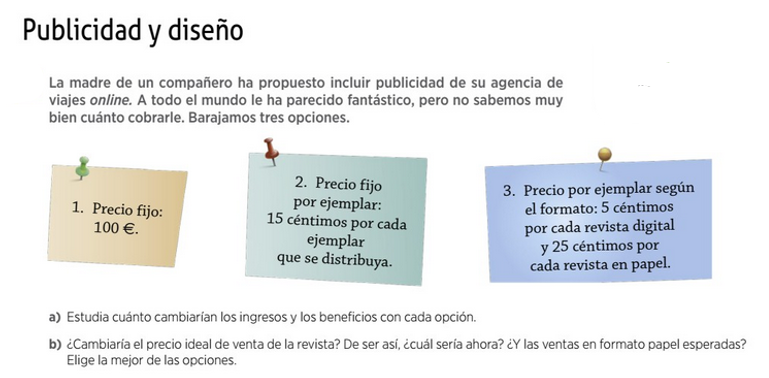 Publicidad y diseño
La madre de un compañero ha propuesto incluir publicidad de su agencia de
viajes online. A todo el mundo le ha parecido fantástico, pero no sabemos muy
bien cuánto cobrarle. Barajamos tres opciones.
1. Precio fijo:
100 €.
2. Precio fijo
por ejemplar:
15 céntimos por cada
ejemplar
que se distribuya.
3. Precio por ejemplar según
el formato: 5 céntimos
por cada revista digital
y 25 céntimos por
cada revista en papel.
a) Estudia cuánto cambiarían los ingresos y los beneficios con cada opción.
b) ¿Cambiaría el precio ideal de venta de la revista? De ser así, ¿cuál sería ahora? ¿Y las ventas en formato papel esperadas?
Elige la mejor de las opciones.